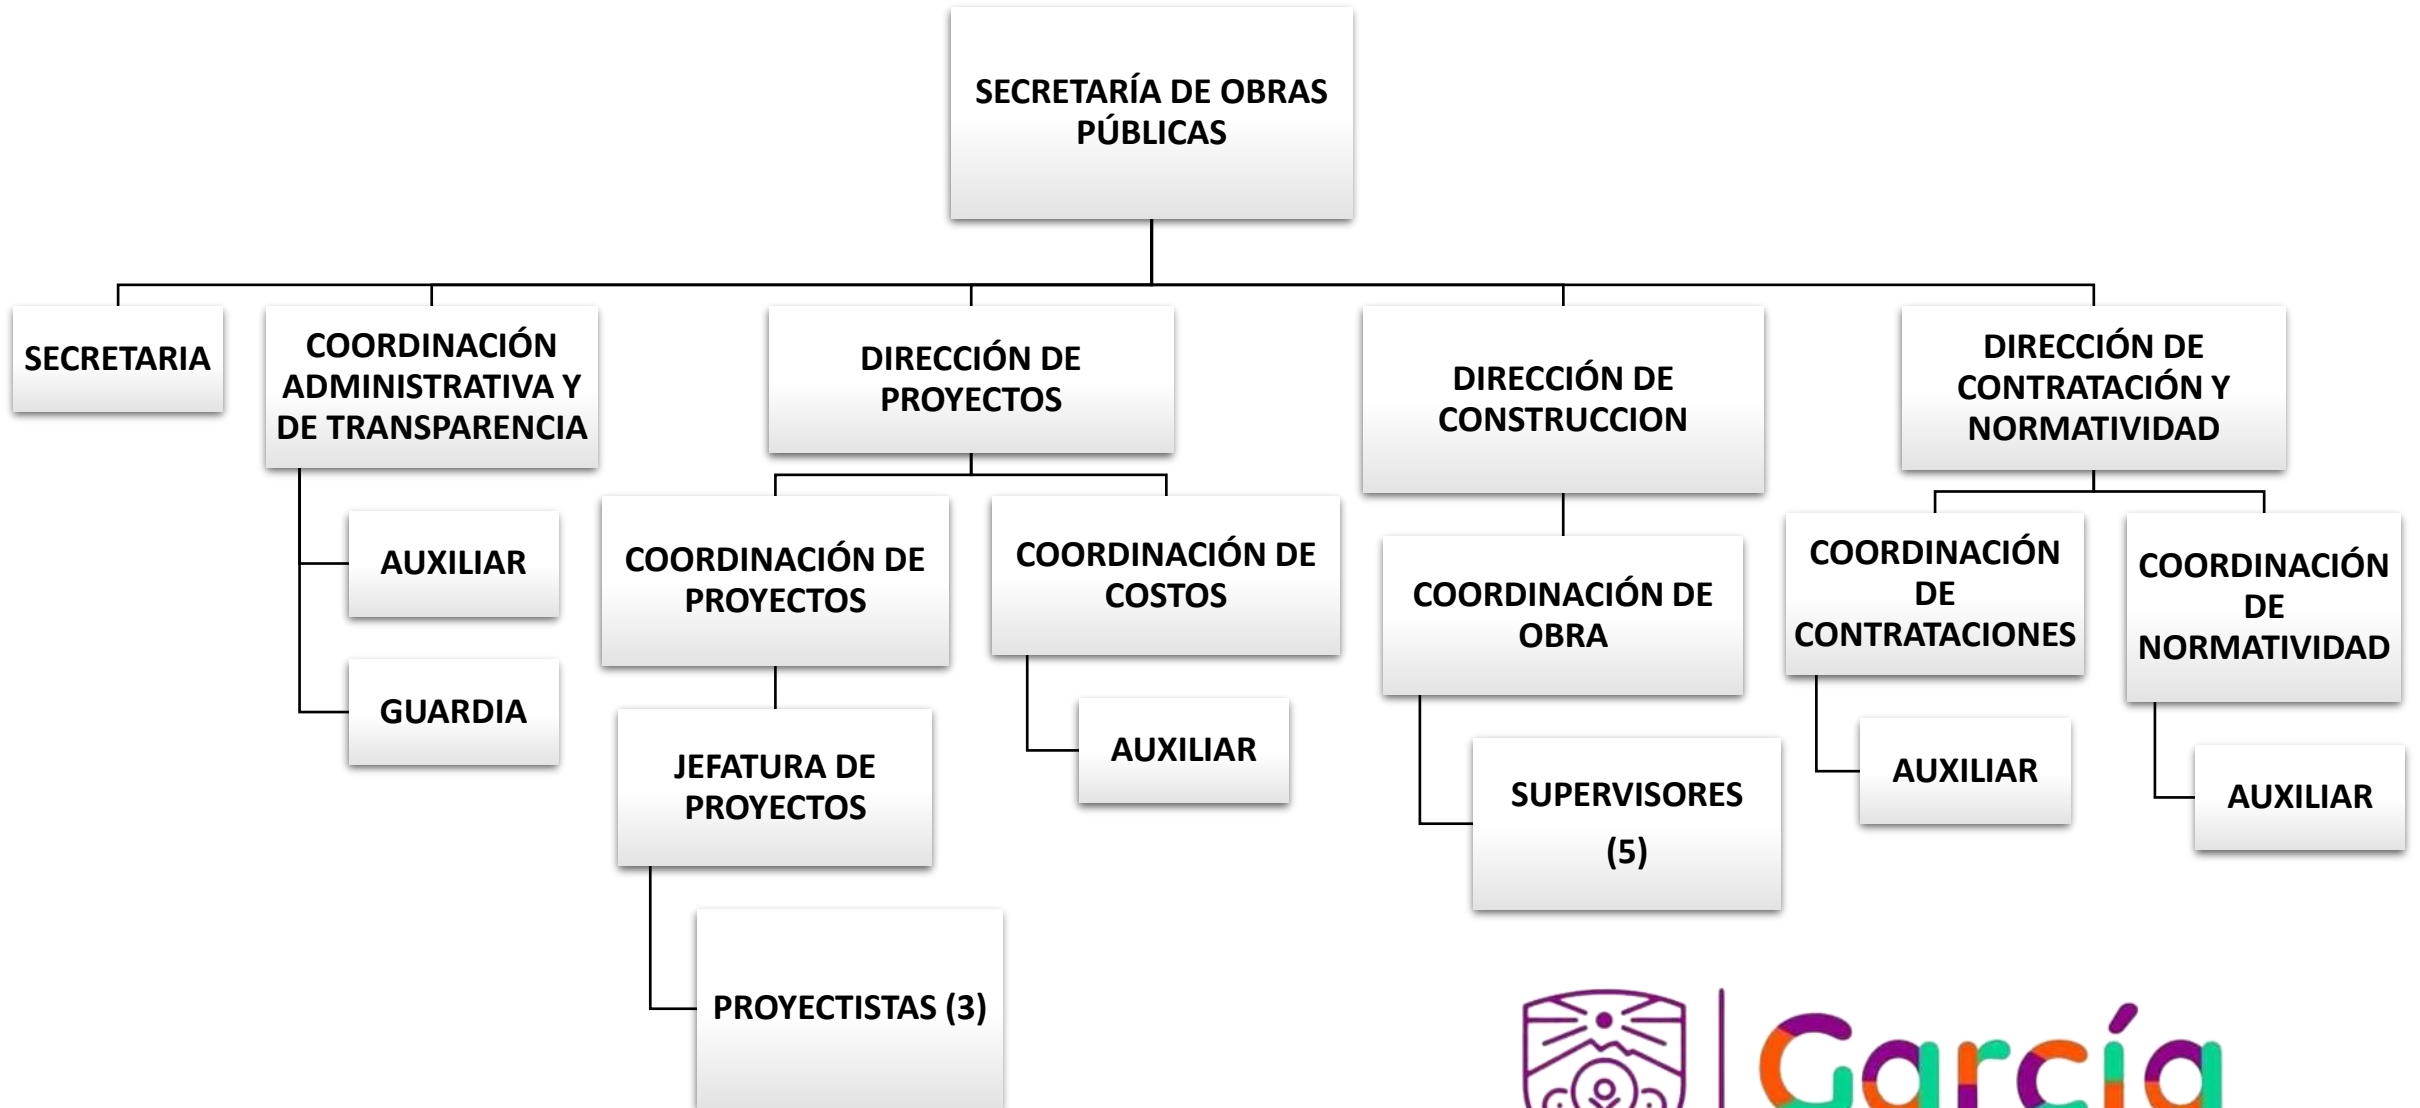 SECRETARÍA DE OBRAS
PÚBLICAS
SECRETARIA
COORDINACIÓN
ADMINISTRATIVA Y
DE TRANSPARENCIA
AUXILIAR
GUARDIA
DIRECCIÓN DE
PROYECTOS
COORDINACIÓN DE
PROYECTOS
JEFATURA DE
PROYECTOS
PROYECTISTAS (3)
COORDINACIÓN DE
COSTOS
AUXILIAR
DIRECCIÓN DE
CONSTRUCCION
COORDINACIÓN DE
OBRA
SUPERVISORES
(5)
DIRECCIÓN DE
CONTRATACIÓN Y
NORMATIVIDAD
COORDINACIÓN
DE
CONTRATACIONES
AUXILIAR
COORDINACIÓN
DE
NORMATIVIDAD
AUXILIAR
García